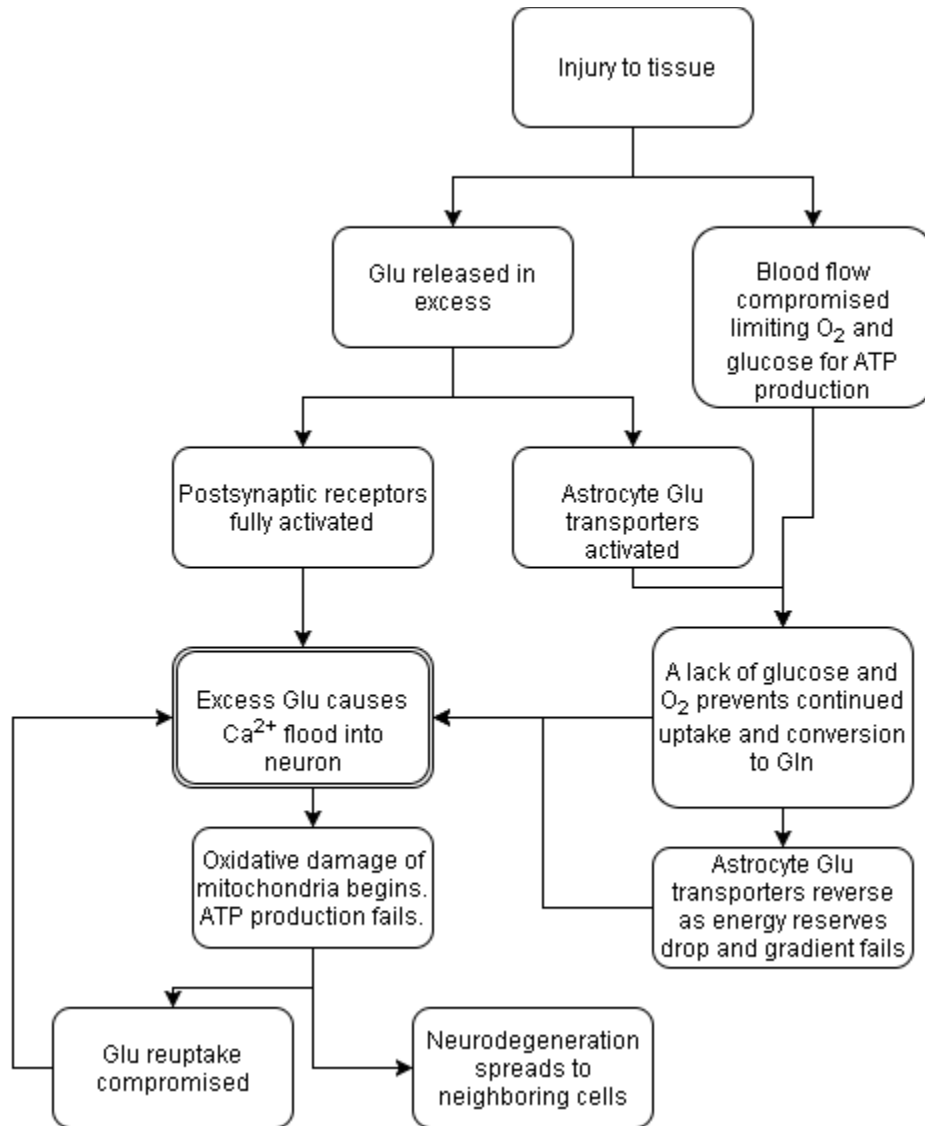 Injury to tissue
Glu released in
excess
Blood flow
compromised
limiting O₂ and
glucose for ATP
production
Postsynaptic receptors
fully activated
Astrocyte Glu
transporters
activated
Excess Glu causes
Ca²⁺ flood into
neuron
A lack of glucose and
O₂ prevents continued
uptake and conversion
to Gln
Oxidative damage of
mitochondria begins.
ATP production fails.
Astrocyte Glu
transporters reverse
as energy reserves
drop and gradient fails
Glu reuptake
compromised
Neurodegeneration
spreads to
neighboring cells